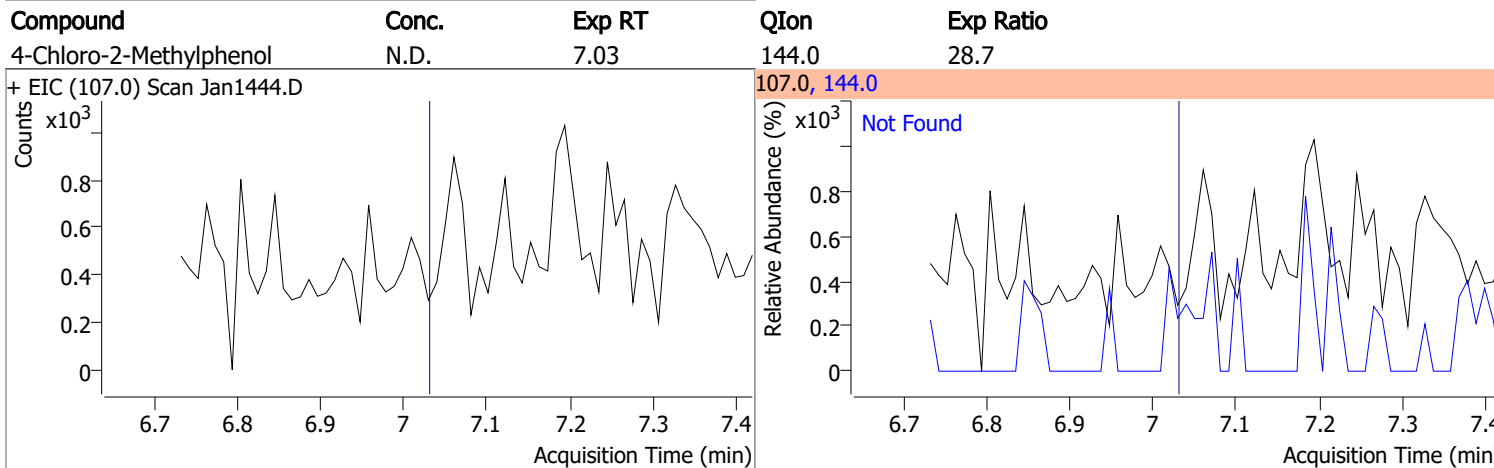 Compound Conc. Exp RT QIon Exp Ratio
4-Chloro-2-Methylphenol N.D. 7.03 144.0 28.7
+ EIC (107.0) Scan Jan1444.D
Counts
x10³
0.8
0.6
0.4
0.2
0
6.7 6.8 6.9 7 7.1 7.2 7.3 7.4
Acquisition Time (min)
107.0, 144.0
Relative Abundance (%)
x10³
Not Found
0.8
0.6
0.4
0.2
0
6.7 6.8 6.9 7 7.1 7.2 7.3 7.4
Acquisition Time (min